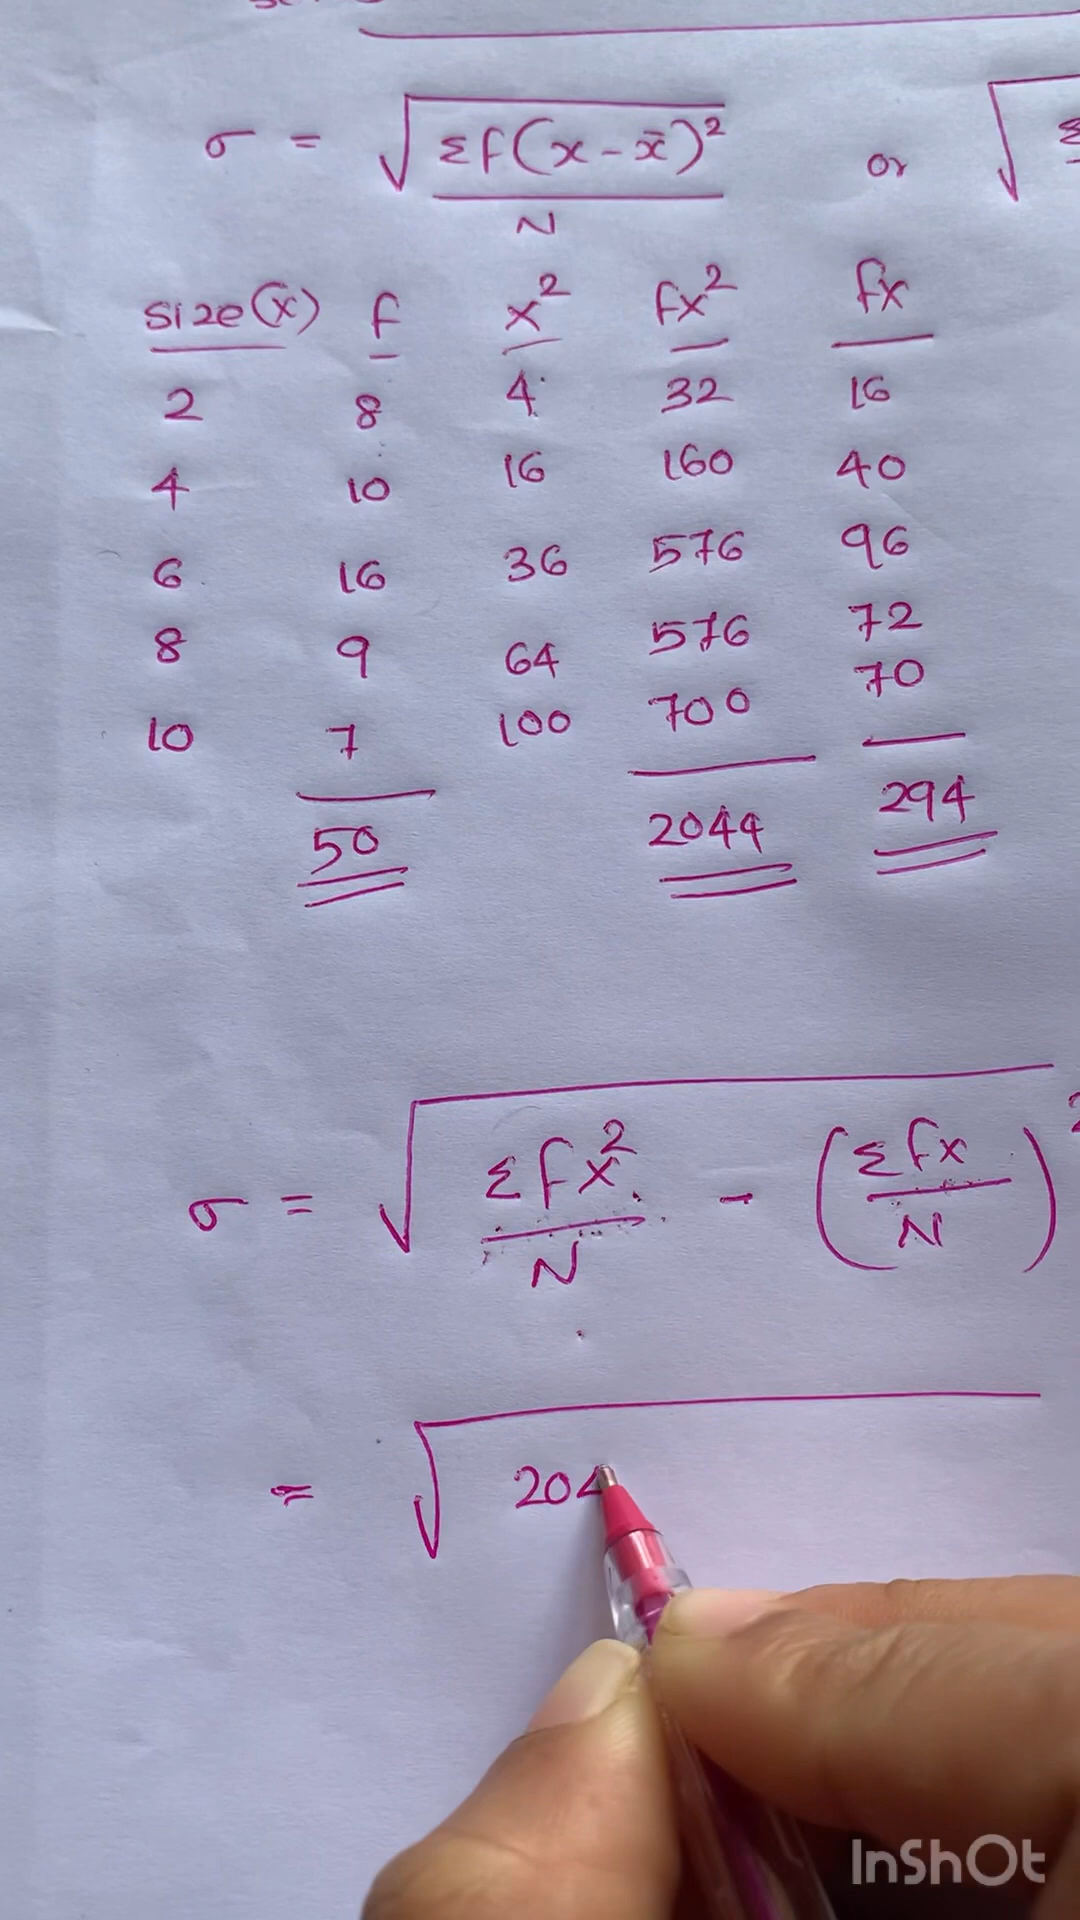 σ = √ Σf(x-x̄)² / N or √ Σ
Size(x) f x² fx² fx
2 8 4 32 16
4 10 16 160 40
6 16 36 576 96
8 9 64 576 72
10 7 100 700 70
50 2044 294
σ = √ Σfx² / N - (Σfx / N)²
= √ 204
InShOt